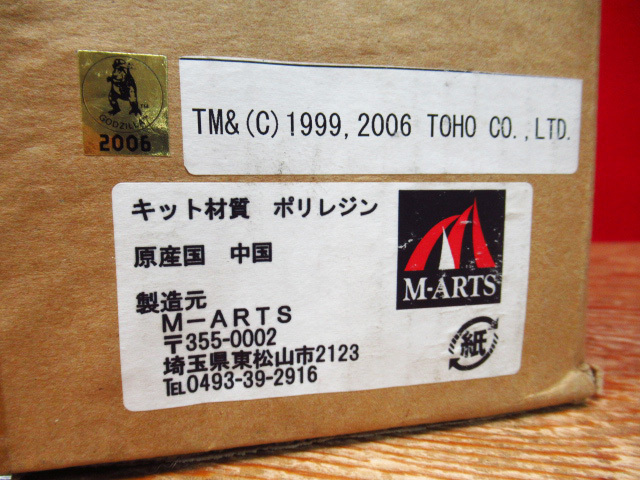 GODZILLA
TM
2006
TM&(C)1999,2006 TOHO CO.,LTD.
キット材質 ポリレジン
原産国 中国
製造元
M－ARTS
〒355-0002
埼玉県東松山市2123
℡0493-39-2916
M-ARTS
紙